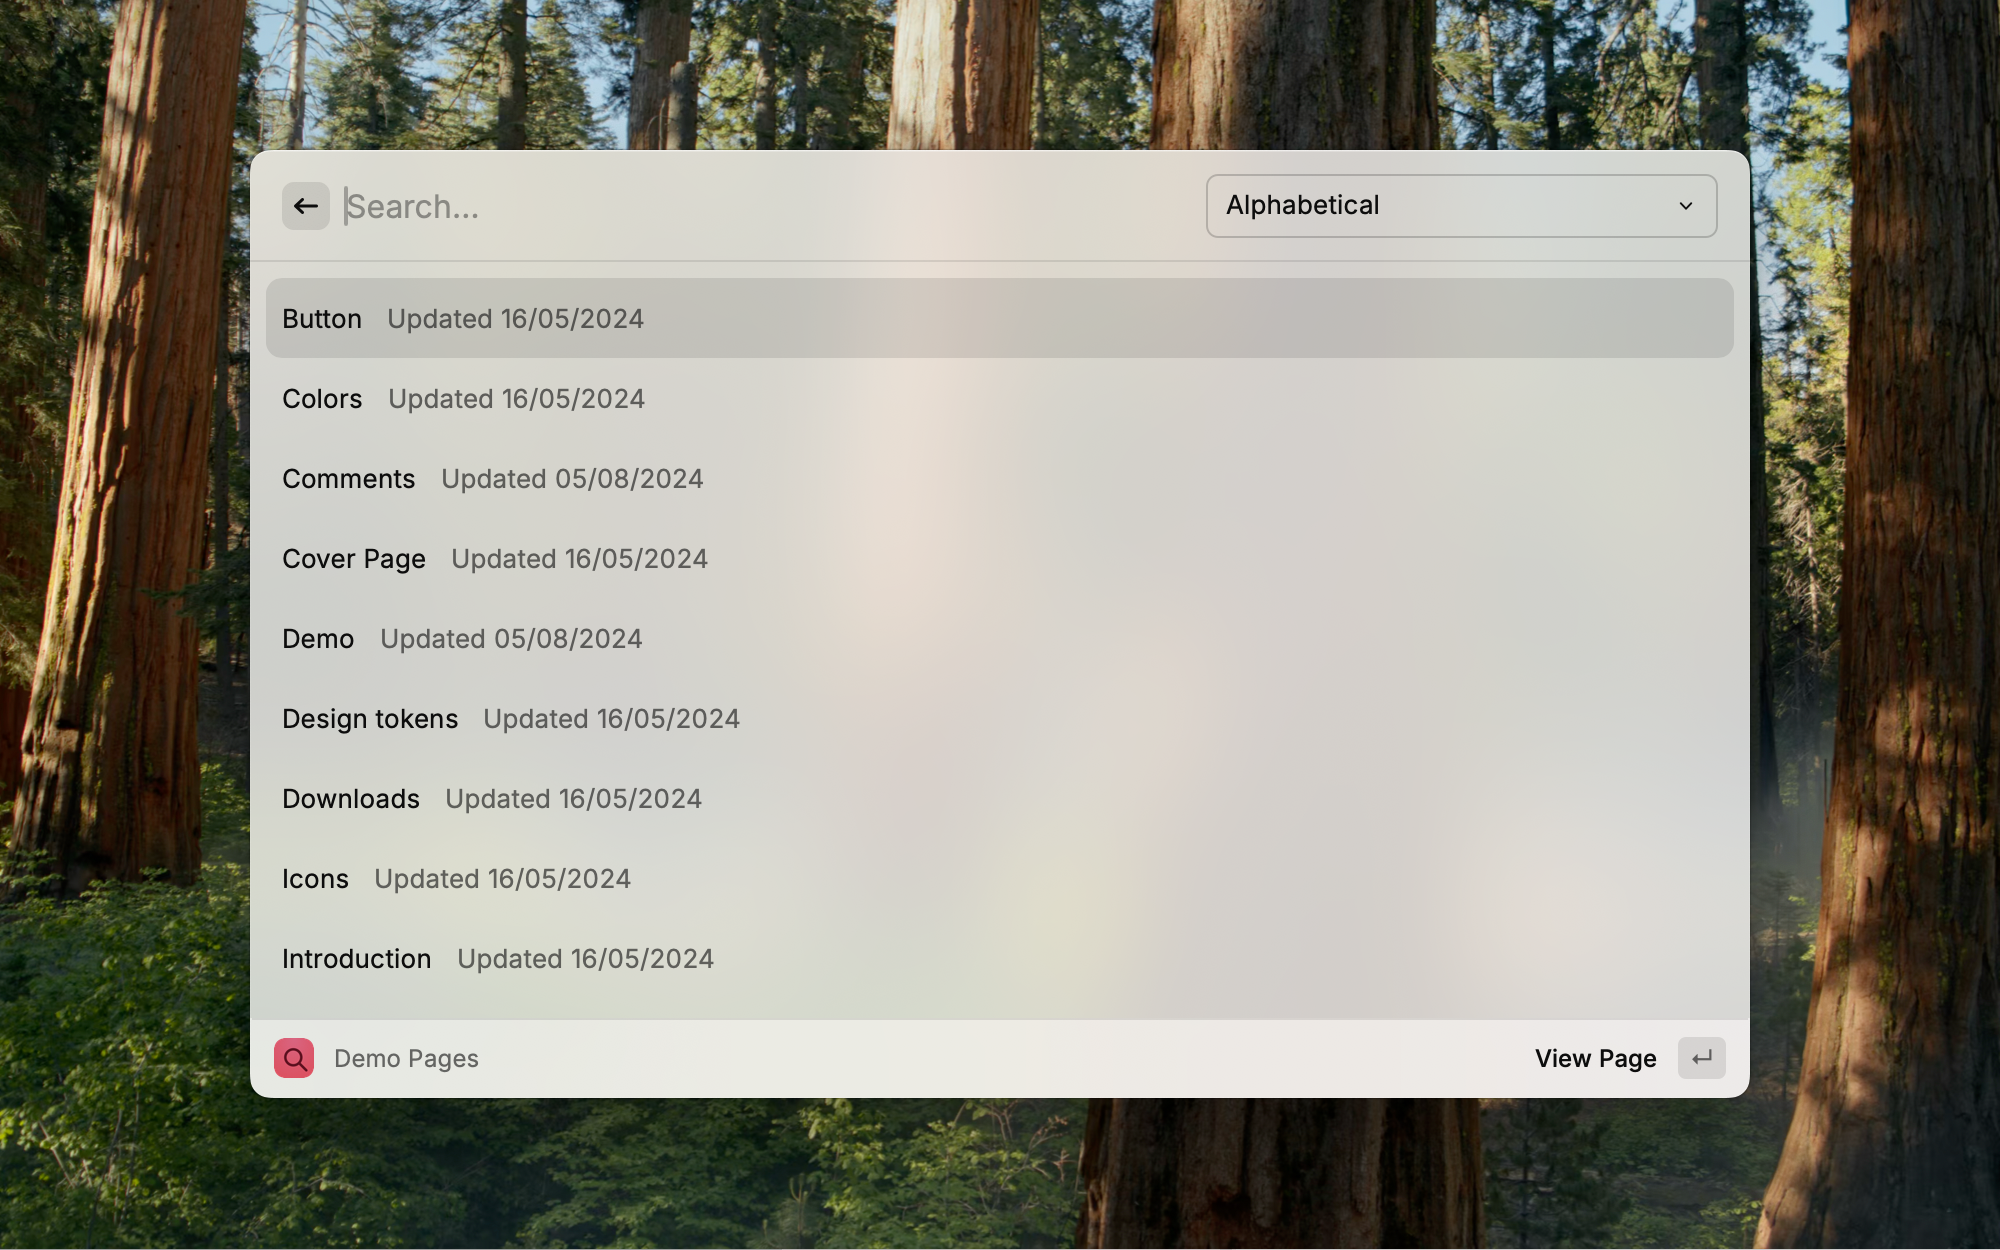 Search...
Alphabetical
Button Updated 16/05/2024
Colors Updated 16/05/2024
Comments Updated 05/08/2024
Cover Page Updated 16/05/2024
Demo Updated 05/08/2024
Design tokens Updated 16/05/2024
Downloads Updated 16/05/2024
Icons Updated 16/05/2024
Introduction Updated 16/05/2024
Demo Pages
View Page